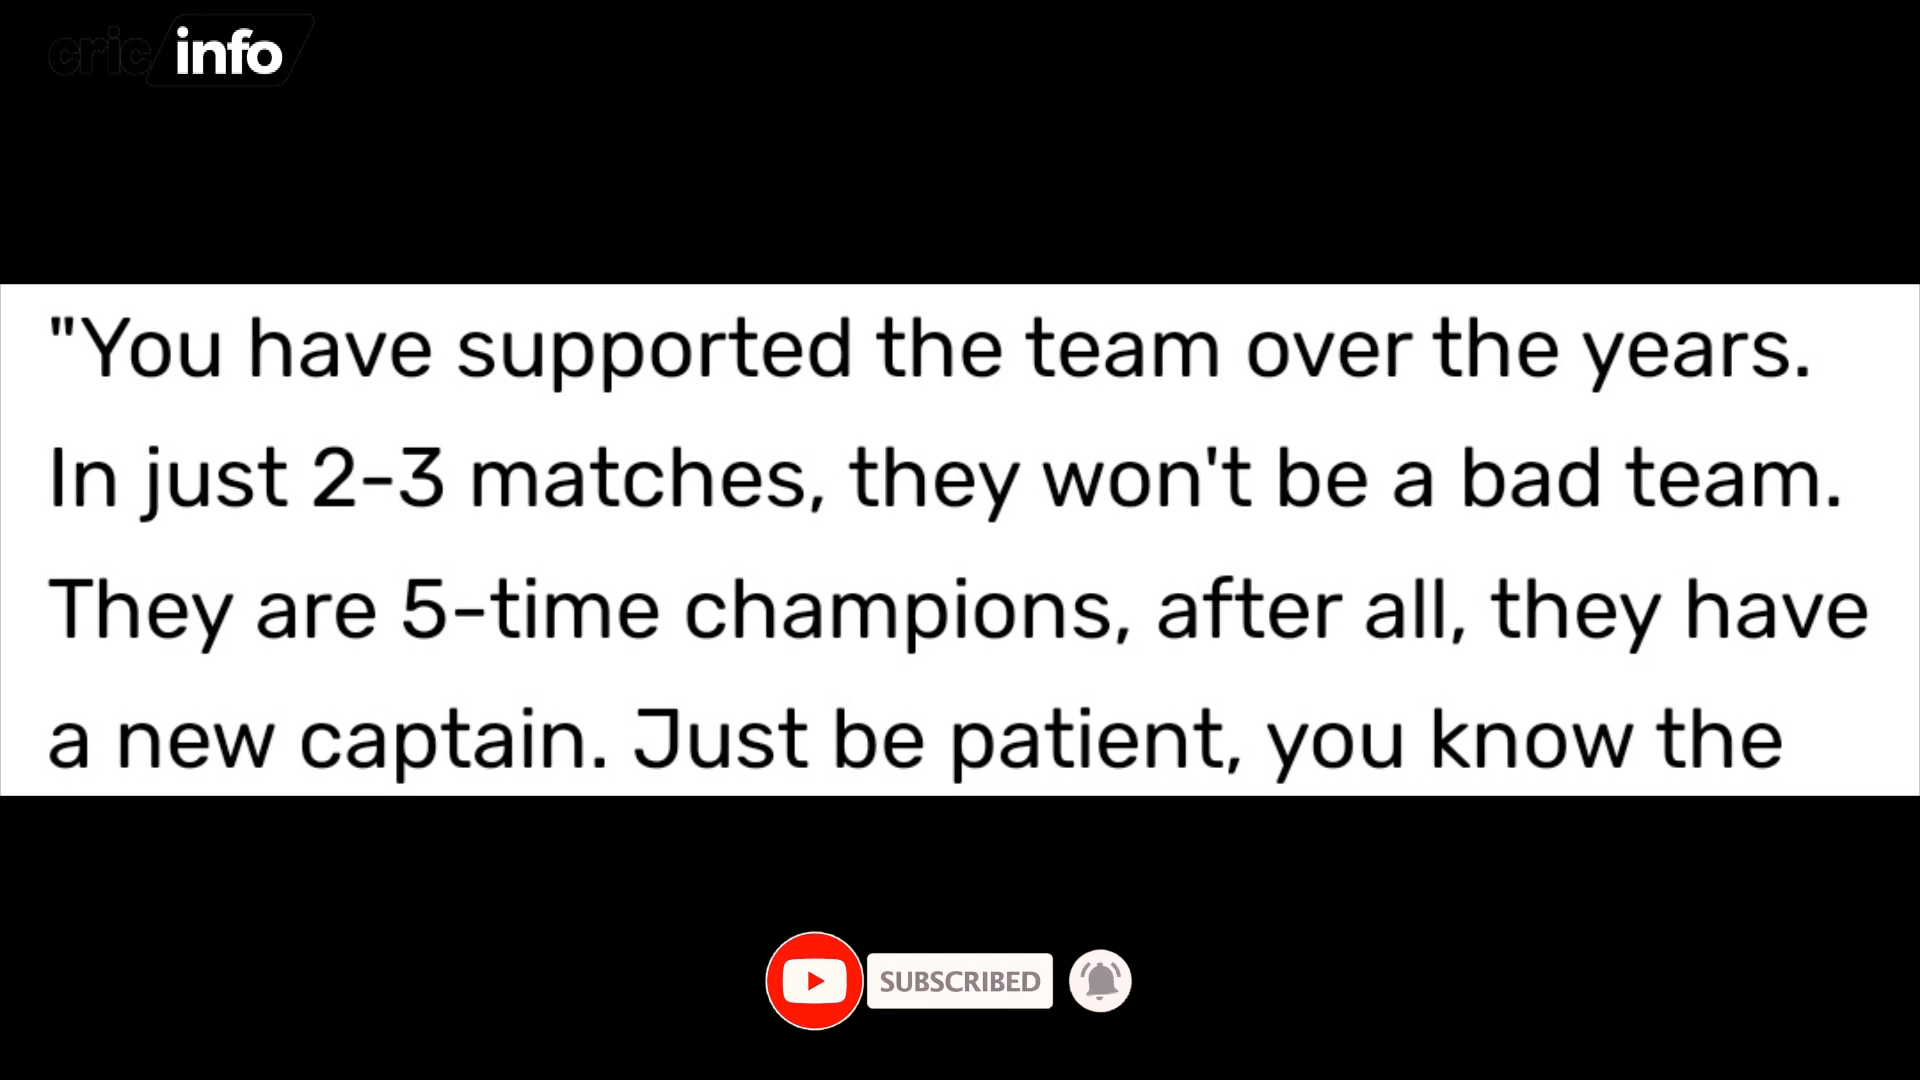 cric info
"You have supported the team over the years.
In just 2-3 matches, they won't be a bad team.
They are 5-time champions, after all, they have
a new captain. Just be patient, you know the
SUBSCRIBED